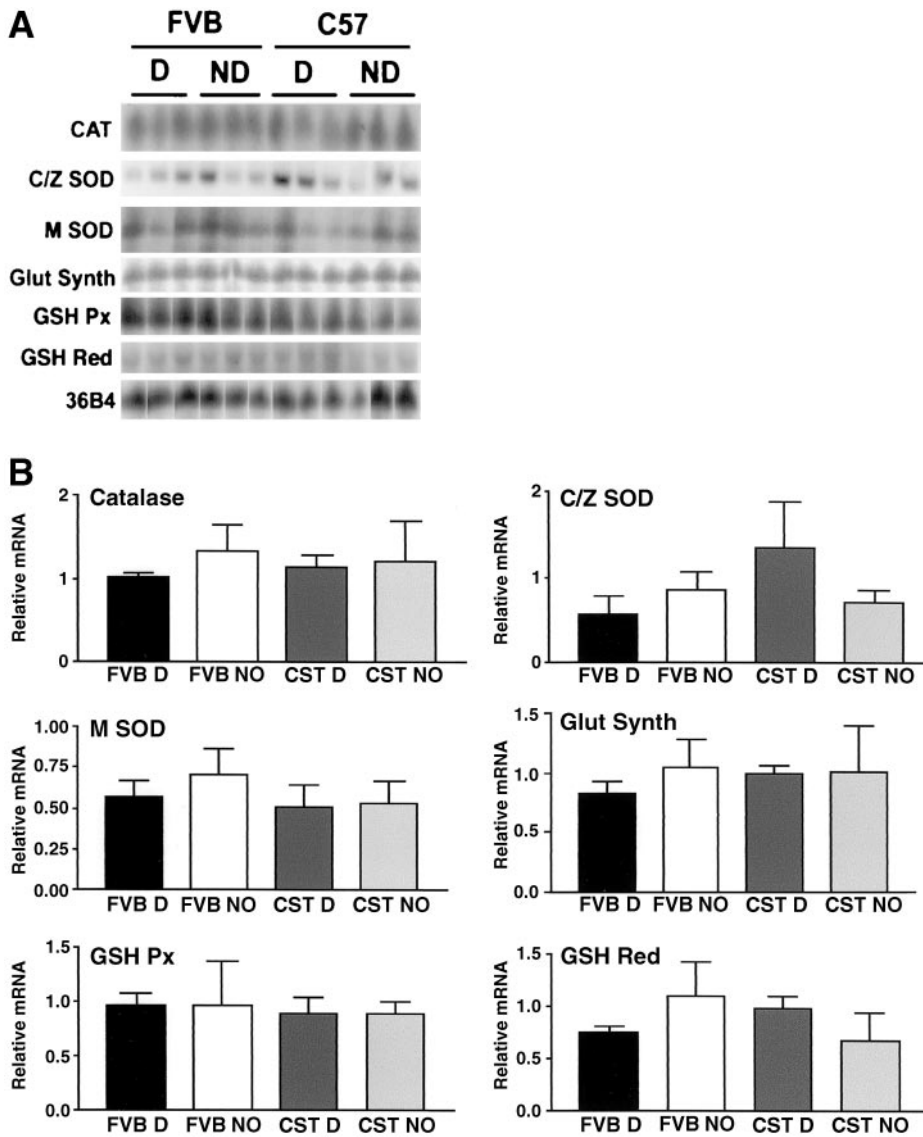 A
FVB C57
D ND D ND
CAT
C/Z SOD
M SOD
Glut Synth
GSH Px
GSH Red
36B4
B
Catalase
Relative mRNA
2
1
0
FVB D FVB NO CST D CST NO
C/Z SOD
Relative mRNA
2
1
0
FVB D FVB NO CST D CST NO
M SOD
Relative mRNA
1.00
0.75
0.50
0.25
0.00
FVB D FVB NO CST D CST NO
Glut Synth
Relative mRNA
1.5
1.0
0.5
0.0
FVB D FVB NO CST D CST NO
GSH Px
Relative mRNA
1.5
1.0
0.5
0.0
FVB D FVB NO CST D CST NO
GSH Red
Relative mRNA
1.5
1.0
0.5
0.0
FVB D FVB NO CST D CST NO